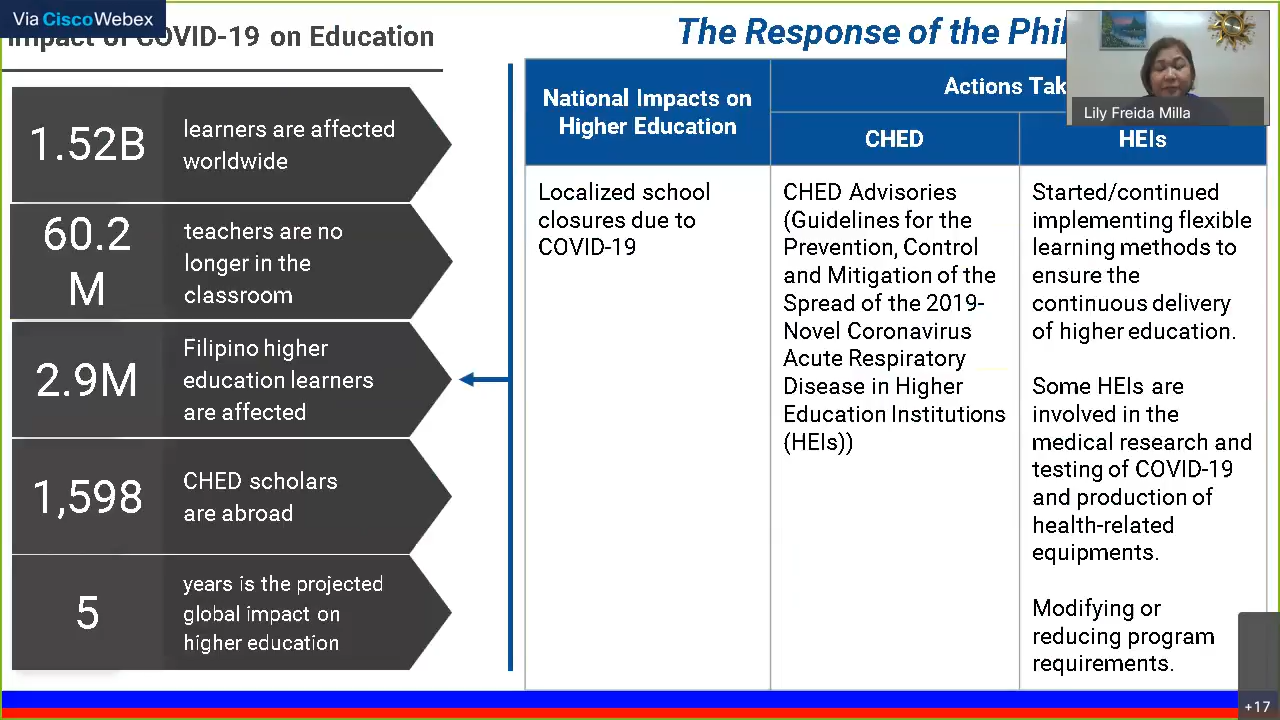 Via Cisco Webex
Impact of COVID-19 on Education
1.52B
learners are affected
worldwide
60.2
M
teachers are no
longer in the
classroom
2.9M
Filipino higher
education learners
are affected
1,598
CHED scholars
are abroad
5
years is the projected
global impact on
higher education
The Response of the
National Impacts on
Higher Education
Actions
CHED
HEIs
Localized school
closures due to
COVID-19
CHED Advisories
(Guidelines for the
Prevention, Control
and Mitigation of the
Spread of the 2019-
Novel Coronavirus
Acute Respiratory
Disease in Higher
Education Institutions
(HEIs))
Started/continued
implementing flexible
learning methods to
ensure the
continuous delivery
of higher education.
Some HEIs are
involved in the
medical research and
testing of COVID-19
and production of
health-related
equipments.
Modifying or
reducing program
requirements.
Lily Freida Milla
+17